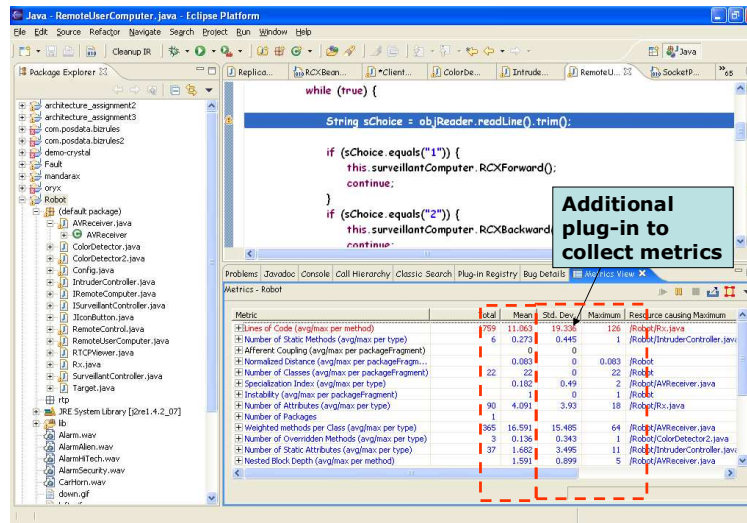 Java - RemoteUserComputer.java - Eclipse Platform
File Edit Source Refactor Navigate Search Project Run Window Help
Cleanup IR
Java
Package Explorer
Replica... RCXBean... *Client... ColorDe... Intrude... RemoteU... SocketP... »65
architecture_assignment2
architecture_assignment3
com.posdata.bizrules
com.posdata.bizrules2
demo-crystal
Fault
mandarax
oryx
Robot
(default package)
AVReceiver.java
AVReceiver
ColorDetector.java
ColorDetector2.java
Config.java
IntruderController.java
IRemoteComputer.java
ISurveillantController.java
JIconButton.java
RemoteControl.java
RemoteUserComputer.java
RTCPViewer.java
Rx.java
SurveillantController.java
Target.java
rtp
JRE System Library [j2re1.4.2_07]
lib
Alarm.wav
AlarmAlien.wav
AlarmHiTech.wav
AlarmSecurity.wav
CarHorn.wav
down.gif
while (true) {
String sChoice = objReader.readLine().trim();
if (sChoice.equals("1")) {
this.surveillantComputer.RCXForward();
continue;
}
if (sChoice.equals("2")) {
this.surveillantComputer.RCXBackward(
continue;
Additional
plug-in to
collect metrics
Problems Javadoc Console Call Hierarchy Classic Search Plug-in Registry Bug Details Metrics View
Metrics - Robot
Metric Total Mean Std. Dev. Maximum Resource causing Maximum
Lines of Code (avg/max per method) 759 11.063 19.336 126 /Robot/Rx.java
Number of Static Methods (avg/max per type) 6 0.273 0.445 1 /Robot/IntruderController.jav
Afferent Coupling (avg/max per packageFragment) 0 0
Normalized Distance (avg/max per packageFragm... 0.083 0 0.083 /Robot
Number of Classes (avg/max per packageFragment) 22 22 0 22 /Robot
Specialization Index (avg/max per type) 0.182 0.49 2 /Robot/AVReceiver.java
Instability (avg/max per packageFragment) 1 0 1 /Robot
Number of Attributes (avg/max per type) 90 4.091 3.93 18 /Robot/Rx.java
Number of Packages 1
Weighted methods per Class (avg/max per type) 365 16.591 15.485 64 /Robot/AVReceiver.java
Number of Overridden Methods (avg/max per type) 3 0.136 0.343 1 /Robot/ColorDetector2.java
Number of Static Attributes (avg/max per type) 37 1.682 3.495 11 /Robot/IntruderController.java
Nested Block Depth (avg/max per method) 1.591 0.899 5 /Robot/AVReceiver.java